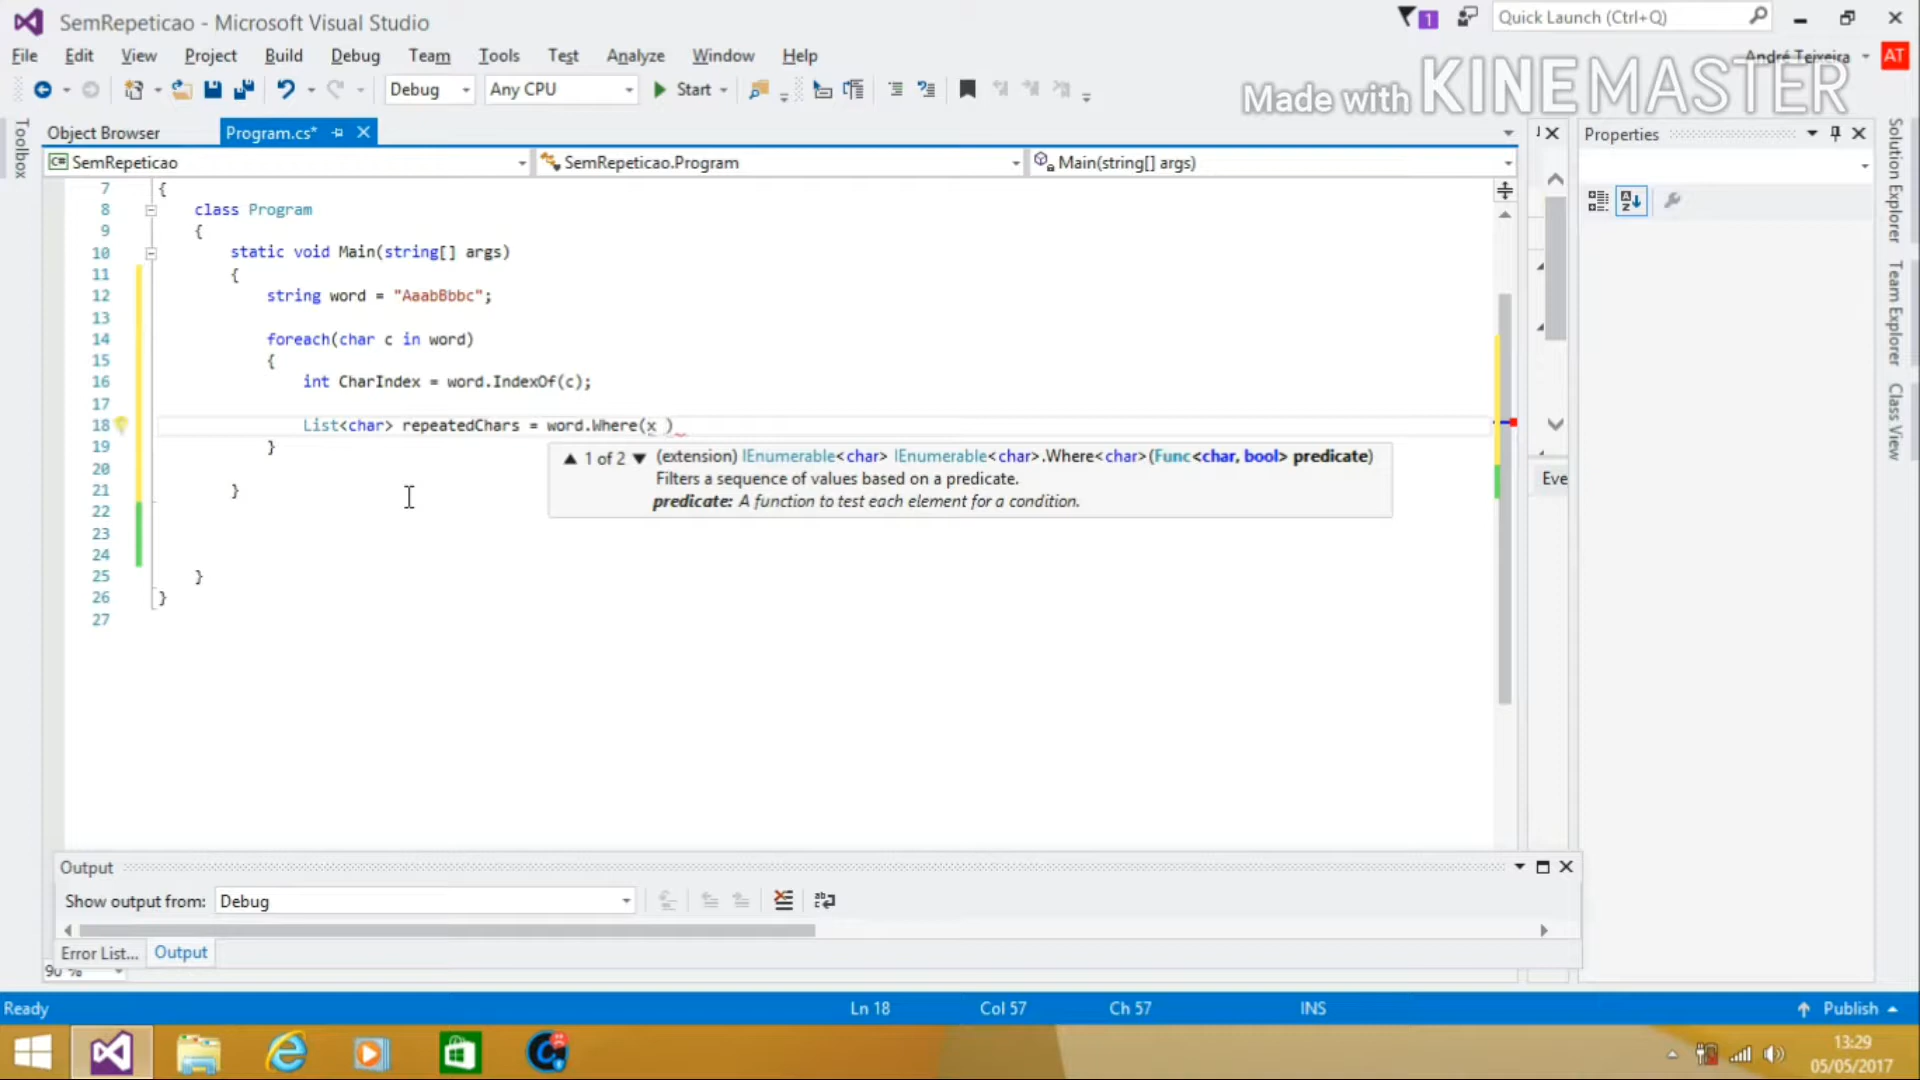 SemRepeticao - Microsoft Visual Studio
1
Quick Launch (Ctrl+Q)
File Edit View Project Build Debug Team Tools Test Analyze Window Help
André Teixeira
AT
Debug Any CPU Start
Made with KINEMASTER
Toolbox
Object Browser Program.cs*
Properties
SemRepeticao SemRepeticao.Program Main(string[] args)
7 {
8 class Program
9 {
10 static void Main(string[] args)
11 {
12 string word = "AaabBbbc";
13
14 foreach(char c in word)
15 {
16 int CharIndex = word.IndexOf(c);
17
18 List<char> repeatedChars = word.Where(x )
19 }
20
21 }
22
23
24
25 }
26 }
27
▲ 1 of 2 ▼ (extension) IEnumerable<char> IEnumerable<char>.Where<char>(Func<char, bool> predicate)
Filters a sequence of values based on a predicate.
predicate: A function to test each element for a condition.
Eve
Solution Explorer
Team Explorer
Class View
Output
Show output from: Debug
Error List... Output
90 %
Ready Ln 18 Col 57 Ch 57 INS Publish
13:29
05/05/2017